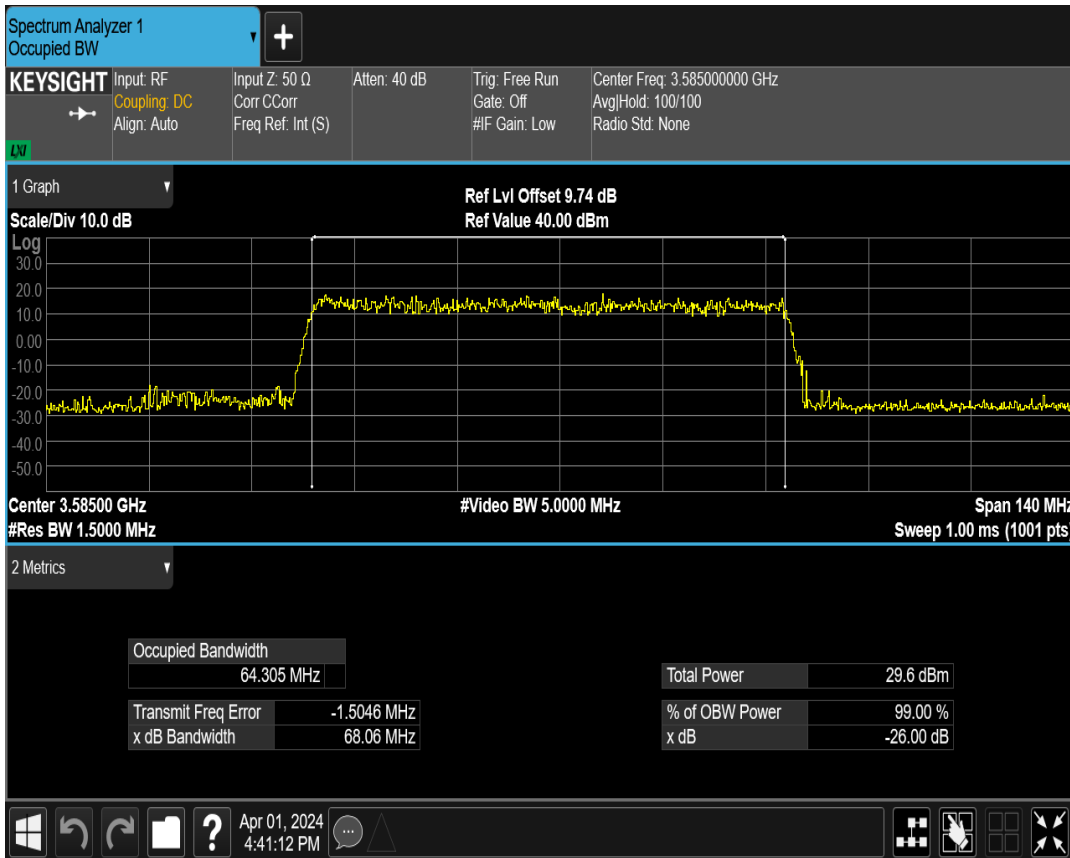 Spectrum Analyzer 1
Occupied BW
+
KEYSIGHT
LXI
Input: RF
Coupling: DC
Align: Auto
Input Z: 50 Ω
Corr CCorr
Freq Ref: Int (S)
Atten: 40 dB
Trig: Free Run
Gate: Off
#IF Gain: Low
Center Freq: 3.585000000 GHz
Avg|Hold: 100/100
Radio Std: None
1 Graph
Scale/Div 10.0 dB
Ref Lvl Offset 9.74 dB
Ref Value 40.00 dBm
Log
30.0
20.0
10.0
0.00
-10.0
-20.0
-30.0
-40.0
-50.0
Center 3.58500 GHz
#Video BW 5.0000 MHz
Span 140 MHz
#Res BW 1.5000 MHz
Sweep 1.00 ms (1001 pts)
2 Metrics
Occupied Bandwidth
64.305 MHz
Transmit Freq Error -1.5046 MHz
x dB Bandwidth 68.06 MHz
Total Power 29.6 dBm
% of OBW Power 99.00 %
x dB -26.00 dB
?
Apr 01, 2024
4:41:12 PM